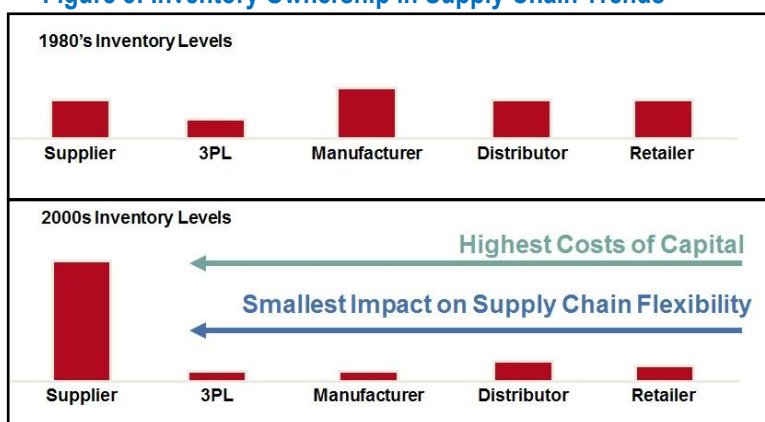 Figure 3: Inventory Ownership in Supply Chain Trends
1980's Inventory Levels
Supplier 3PL Manufacturer Distributor Retailer
2000s Inventory Levels
Highest Costs of Capital
Smallest Impact on Supply Chain Flexibility
Supplier 3PL Manufacturer Distributor Retailer